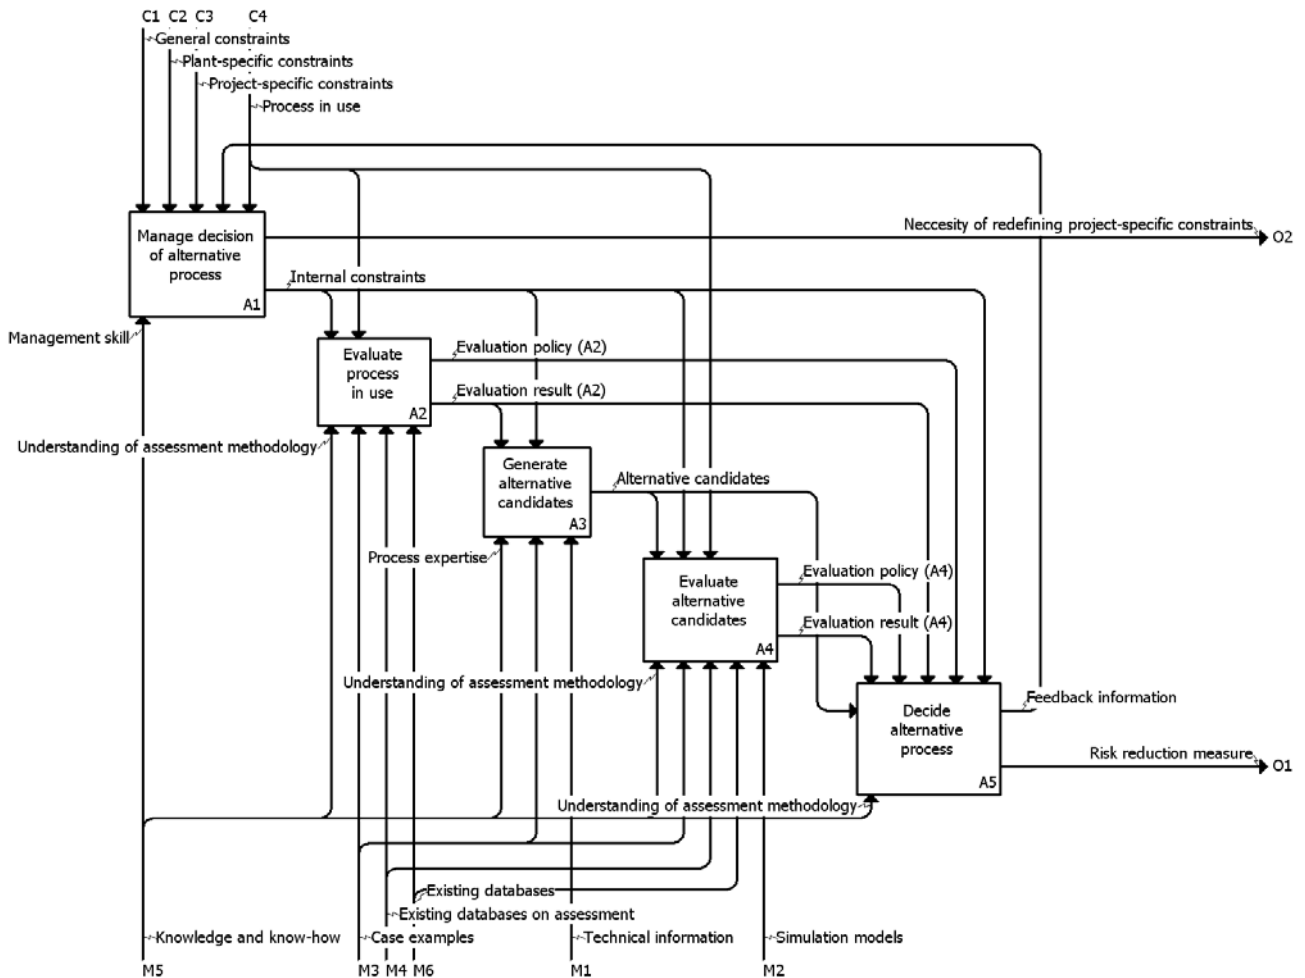 C1 C2 C3 C4
General constraints
Plant-specific constraints
Project-specific constraints
Process in use
Manage decision
of alternative
process
A1
Neccesity of redefining project-specific constraints
O2
Internal constraints
Management skill
Evaluate
process
in use
A2
Evaluation policy (A2)
Evaluation result (A2)
Understanding of assessment methodology
Generate
alternative
candidates
A3
Alternative candidates
Process expertise
Evaluate
alternative
candidates
A4
Evaluation policy (A4)
Evaluation result (A4)
Understanding of assessment methodology
Decide
alternative
process
A5
Feedback information
Risk reduction measure
O1
Understanding of assessment methodology
Existing databases
Existing databases on assessment
Knowledge and know-how
Case examples
Technical information
Simulation models
M5 M3 M4 M6 M1 M2